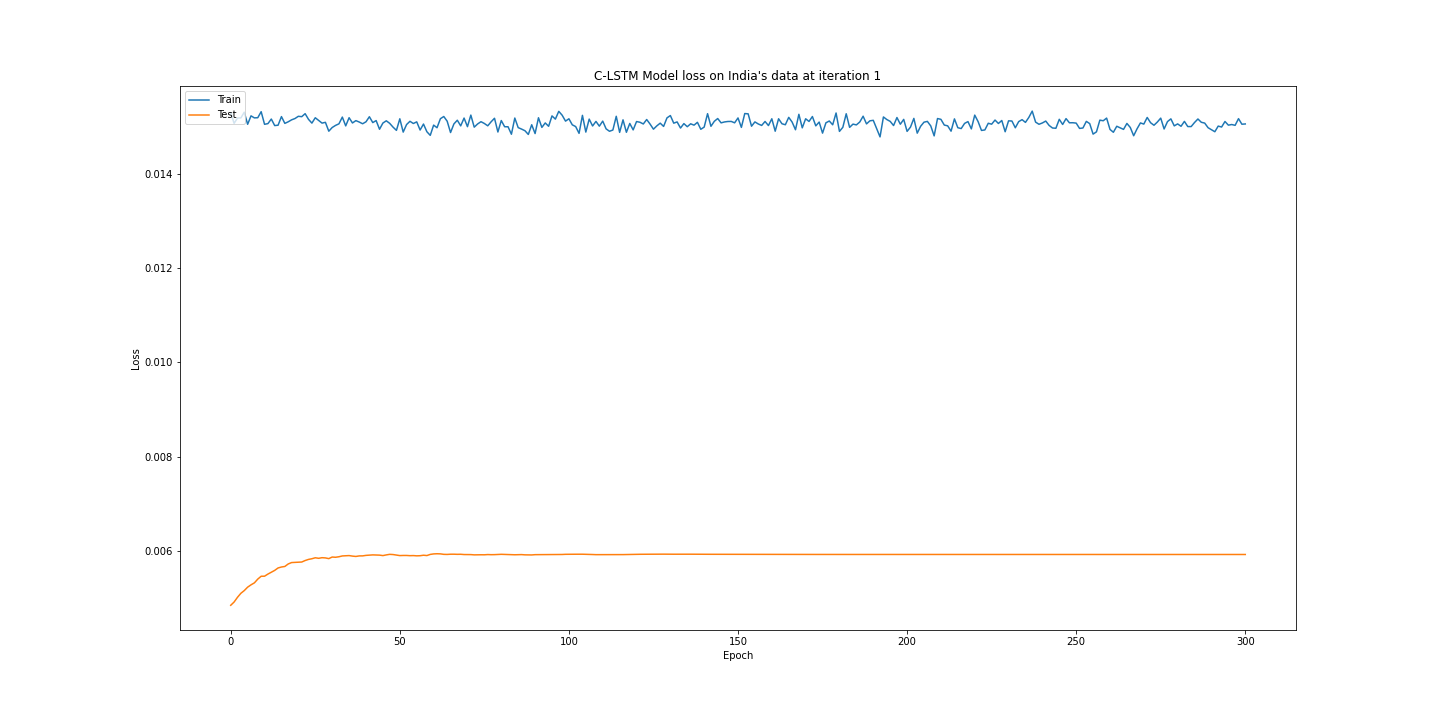 C-LSTM Model loss on India's data at iteration 1
Train
Test
0.014
0.012
0.010
0.008
0.006
Loss
0 50 100 150 200 250 300
Epoch